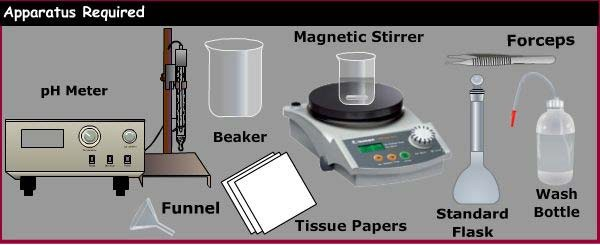 Apparatus Required
Magnetic Stirrer
Forceps
pH Meter
Beaker
Funnel
Tissue Papers
Standard
Flask
Wash
Bottle